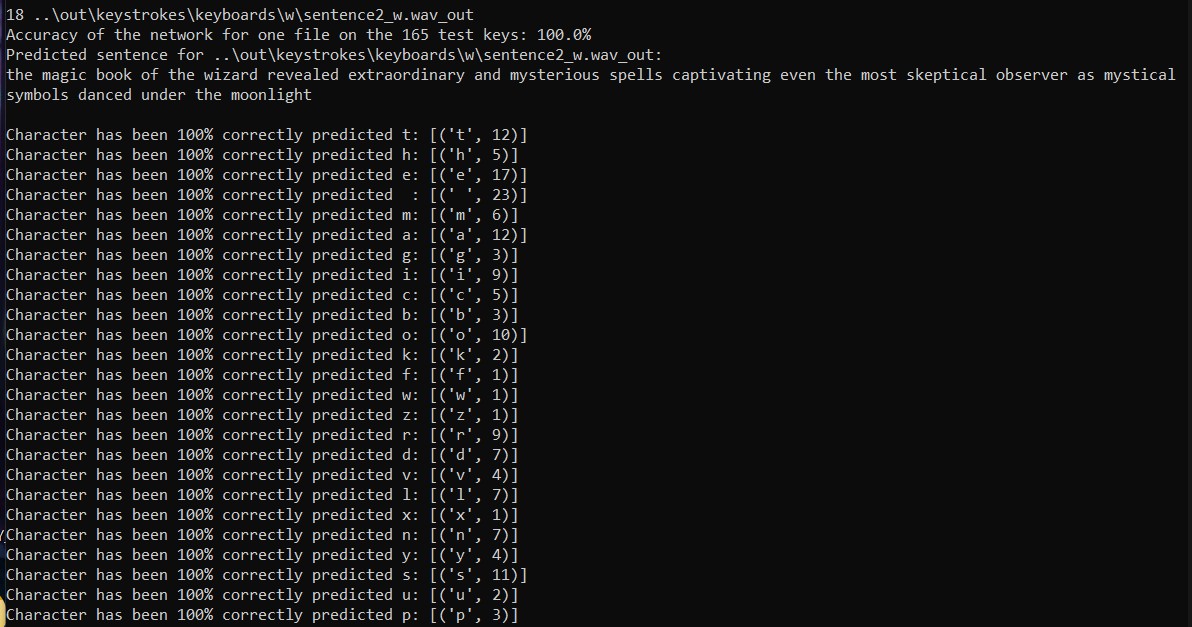 18 ..\out\keystrokes\keyboards\w\sentence2_w.wav_out
Accuracy of the network for one file on the 165 test keys: 100.0%
Predicted sentence for ..\out\keystrokes\keyboards\w\sentence2_w.wav_out:
the magic book of the wizard revealed extraordinary and mysterious spells captivating even the most skeptical observer as mystical
symbols danced under the moonlight

Character has been 100% correctly predicted t: [('t', 12)]
Character has been 100% correctly predicted h: [('h', 5)]
Character has been 100% correctly predicted e: [('e', 17)]
Character has been 100% correctly predicted  : [(' ', 23)]
Character has been 100% correctly predicted m: [('m', 6)]
Character has been 100% correctly predicted a: [('a', 12)]
Character has been 100% correctly predicted g: [('g', 3)]
Character has been 100% correctly predicted i: [('i', 9)]
Character has been 100% correctly predicted c: [('c', 5)]
Character has been 100% correctly predicted b: [('b', 3)]
Character has been 100% correctly predicted o: [('o', 10)]
Character has been 100% correctly predicted k: [('k', 2)]
Character has been 100% correctly predicted f: [('f', 1)]
Character has been 100% correctly predicted w: [('w', 1)]
Character has been 100% correctly predicted z: [('z', 1)]
Character has been 100% correctly predicted r: [('r', 9)]
Character has been 100% correctly predicted d: [('d', 7)]
Character has been 100% correctly predicted v: [('v', 4)]
Character has been 100% correctly predicted l: [('l', 7)]
Character has been 100% correctly predicted x: [('x', 1)]
Character has been 100% correctly predicted n: [('n', 7)]
Character has been 100% correctly predicted y: [('y', 4)]
Character has been 100% correctly predicted s: [('s', 11)]
Character has been 100% correctly predicted u: [('u', 2)]
Character has been 100% correctly predicted p: [('p', 3)]